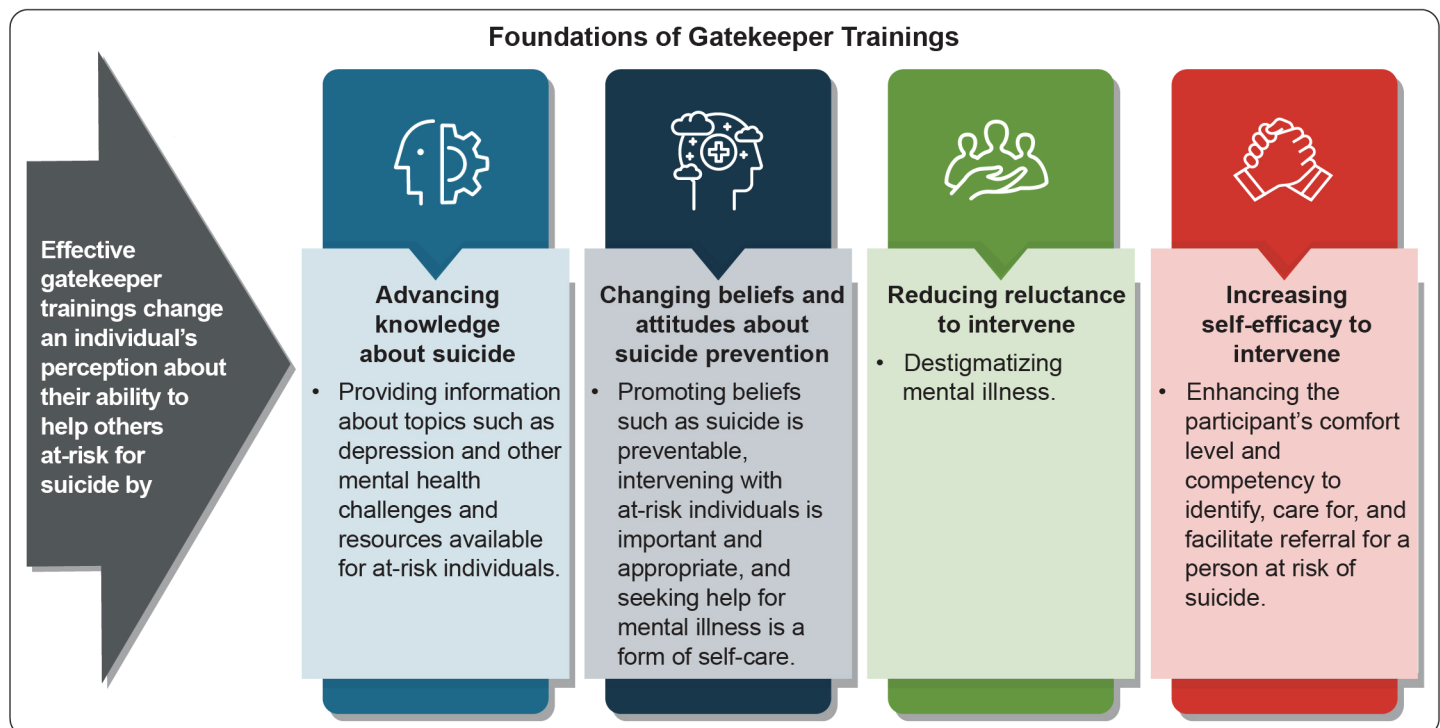 Foundations of Gatekeeper Trainings
Effective
gatekeeper
trainings change
an individual’s
perception about
their ability to
help others
at-risk for
suicide by
Advancing
knowledge
about suicide
• Providing information
about topics such as
depression and other
mental health
challenges and
resources available
for at-risk individuals.
Changing beliefs and
attitudes about
suicide prevention
• Promoting beliefs
such as suicide is
preventable,
intervening with
at-risk individuals is
important and
appropriate, and
seeking help for
mental illness is a
form of self-care.
Reducing reluctance
to intervene
• Destigmatizing
mental illness.
Increasing
self-efficacy to
intervene
• Enhancing the
participant’s comfort
level and
competency to
identify, care for, and
facilitate referral for a
person at risk of
suicide.